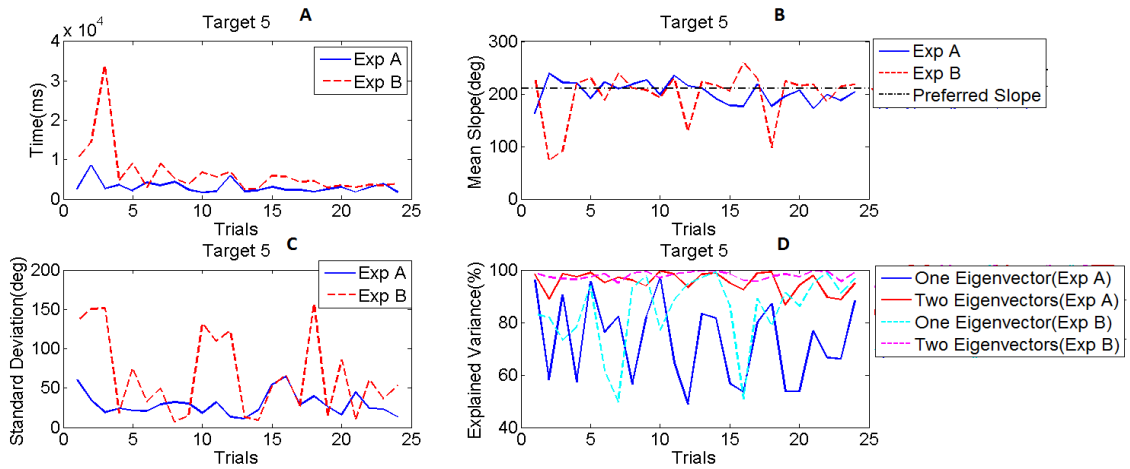 Target 5
A
× 10^4
4
3
2
1
0
0 5 10 15 20 25
Time(ms)
Trials
Exp A
Exp B
Target 5
B
300
200
100
0
0 5 10 15 20 25
Mean Slope(deg)
Trials
Exp A
Exp B
Preferred Slope
Target 5
C
200
150
100
50
0
0 5 10 15 20 25
Standard Deviation(deg)
Trials
Exp A
Exp B
Target 5
D
100
80
60
40
0 5 10 15 20 25
Explained Variance(%)
Trials
One Eigenvector(Exp A)
Two Eigenvectors(Exp A)
One Eigenvector(Exp B)
Two Eigenvectors(Exp B)